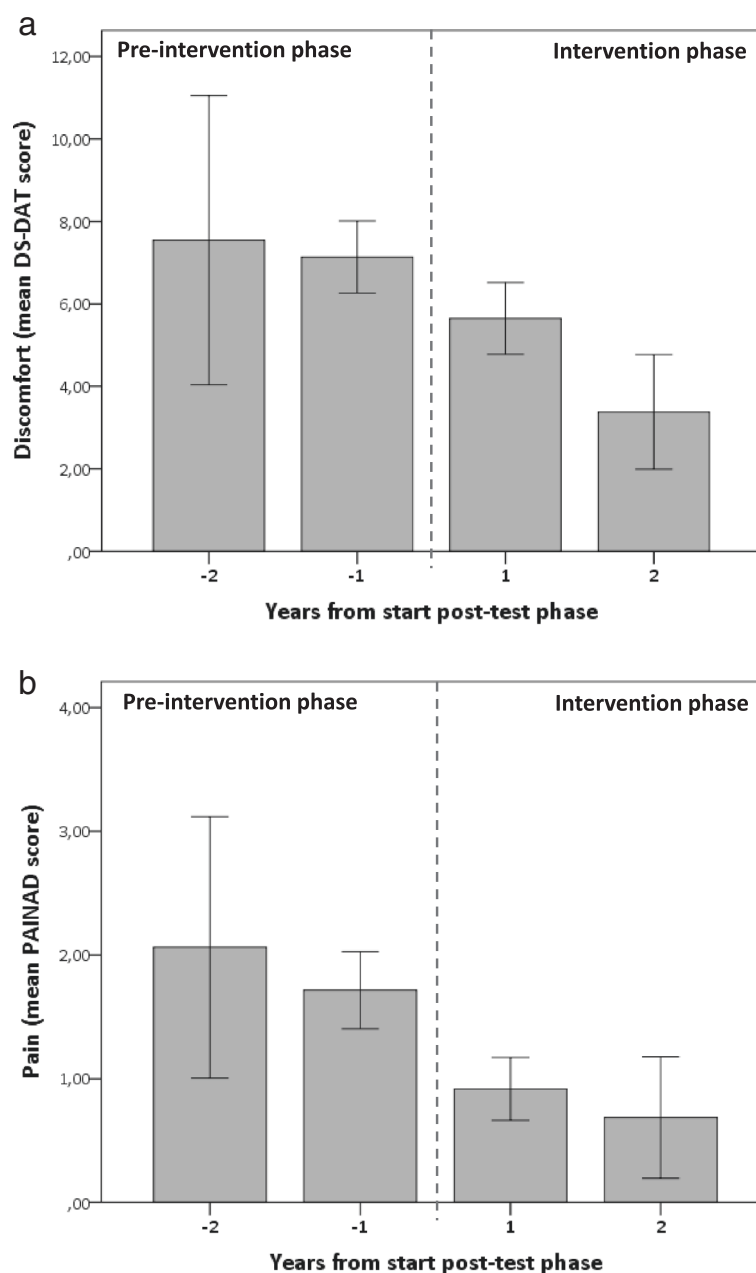 a
Pre-intervention phase
Intervention phase
12,00
10,00
8,00
6,00
4,00
2,00
,00
Discomfort (mean DS-DAT score)
-2
-1
1
2
Years from start post-test phase
b
Pre-intervention phase
Intervention phase
4,00
3,00
2,00
1,00
,00
Pain (mean PAINAD score)
-2
-1
1
2
Years from start post-test phase